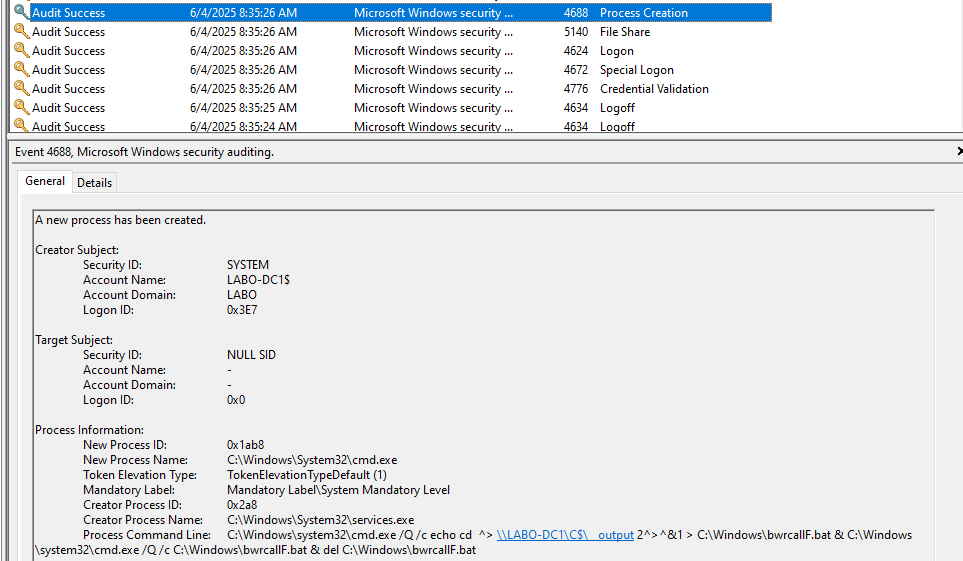 Audit Success 6/4/2025 8:35:26 AM Microsoft Windows security ... 4688 Process Creation
Audit Success 6/4/2025 8:35:26 AM Microsoft Windows security ... 5140 File Share
Audit Success 6/4/2025 8:35:26 AM Microsoft Windows security ... 4624 Logon
Audit Success 6/4/2025 8:35:26 AM Microsoft Windows security ... 4672 Special Logon
Audit Success 6/4/2025 8:35:26 AM Microsoft Windows security ... 4776 Credential Validation
Audit Success 6/4/2025 8:35:25 AM Microsoft Windows security ... 4634 Logoff
Audit Success 6/4/2025 8:35:24 AM Microsoft Windows security ... 4634 Logoff
Event 4688, Microsoft Windows security auditing.
General Details
A new process has been created.
Creator Subject:
Security ID: SYSTEM
Account Name: LABO-DC1$
Account Domain: LABO
Logon ID: 0x3E7
Target Subject:
Security ID: NULL SID
Account Name: -
Account Domain: -
Logon ID: 0x0
Process Information:
New Process ID: 0x1ab8
New Process Name: C:\Windows\System32\cmd.exe
Token Elevation Type: TokenElevationTypeDefault (1)
Mandatory Label: Mandatory Label\System Mandatory Level
Creator Process ID: 0x2a8
Creator Process Name: C:\Windows\System32\services.exe
Process Command Line: C:\Windows\system32\cmd.exe /Q /c echo cd ^> \\LABO-DC1\C$\__output 2^>^&1 > C:\Windows\bwrcallF.bat & C:\Windows
\system32\cmd.exe /Q /c C:\Windows\bwrcallF.bat & del C:\Windows\bwrcallF.bat